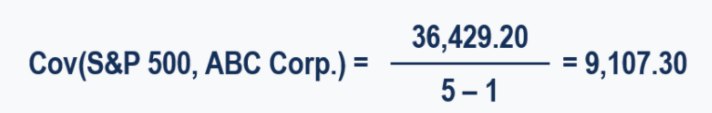 Cov(S&P 500, ABC Corp.) = 36,429.20 / 5 – 1 = 9,107.30